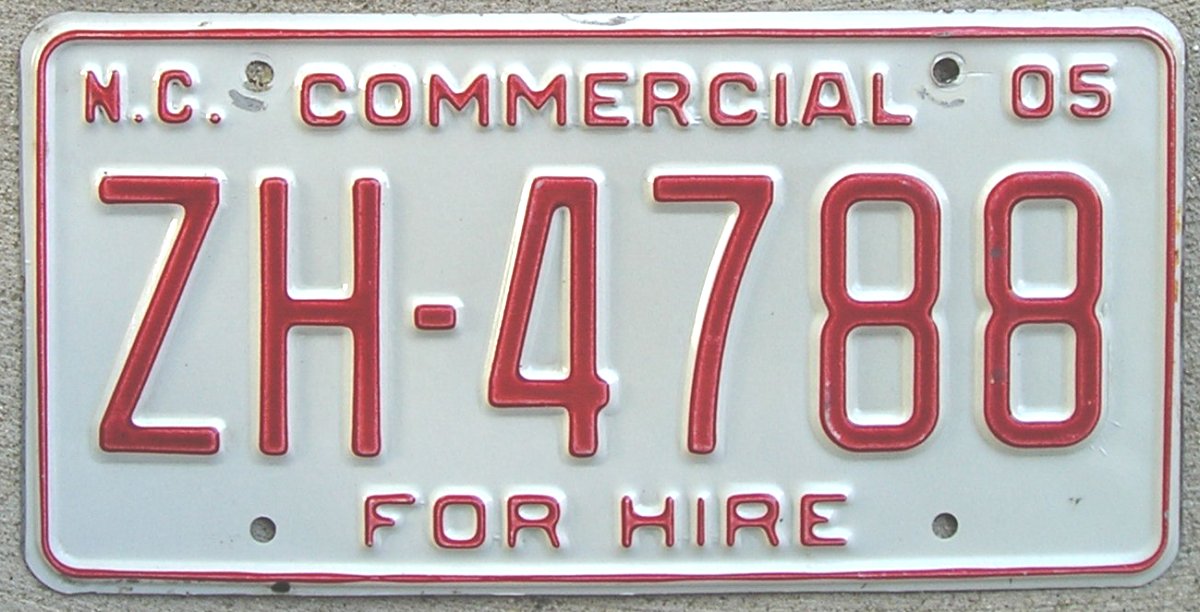 N.C. COMMERCIAL 05
ZH-4788
FOR HIRE